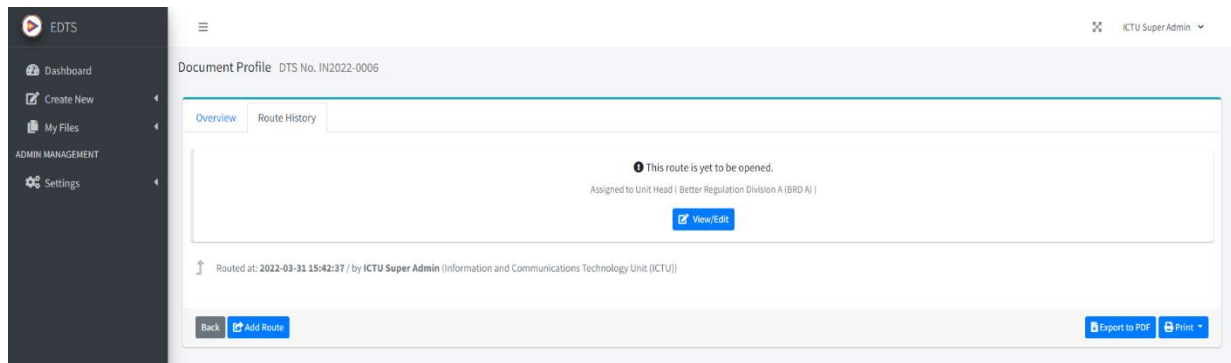 EDTS
ICTU Super Admin
Dashboard
Create New
My Files
ADMIN MANAGEMENT
Settings
Document Profile DTS No. IN2022-0006
Overview Route History
This route is yet to be opened.
Assigned to Unit Head ( Better Regulation Division A (BRD A) )
View/Edit
Routed at: 2022-03-31 15:42:37 / by ICTU Super Admin (Information and Communications Technology Unit (ICTU))
Back Add Route Export to PDF Print